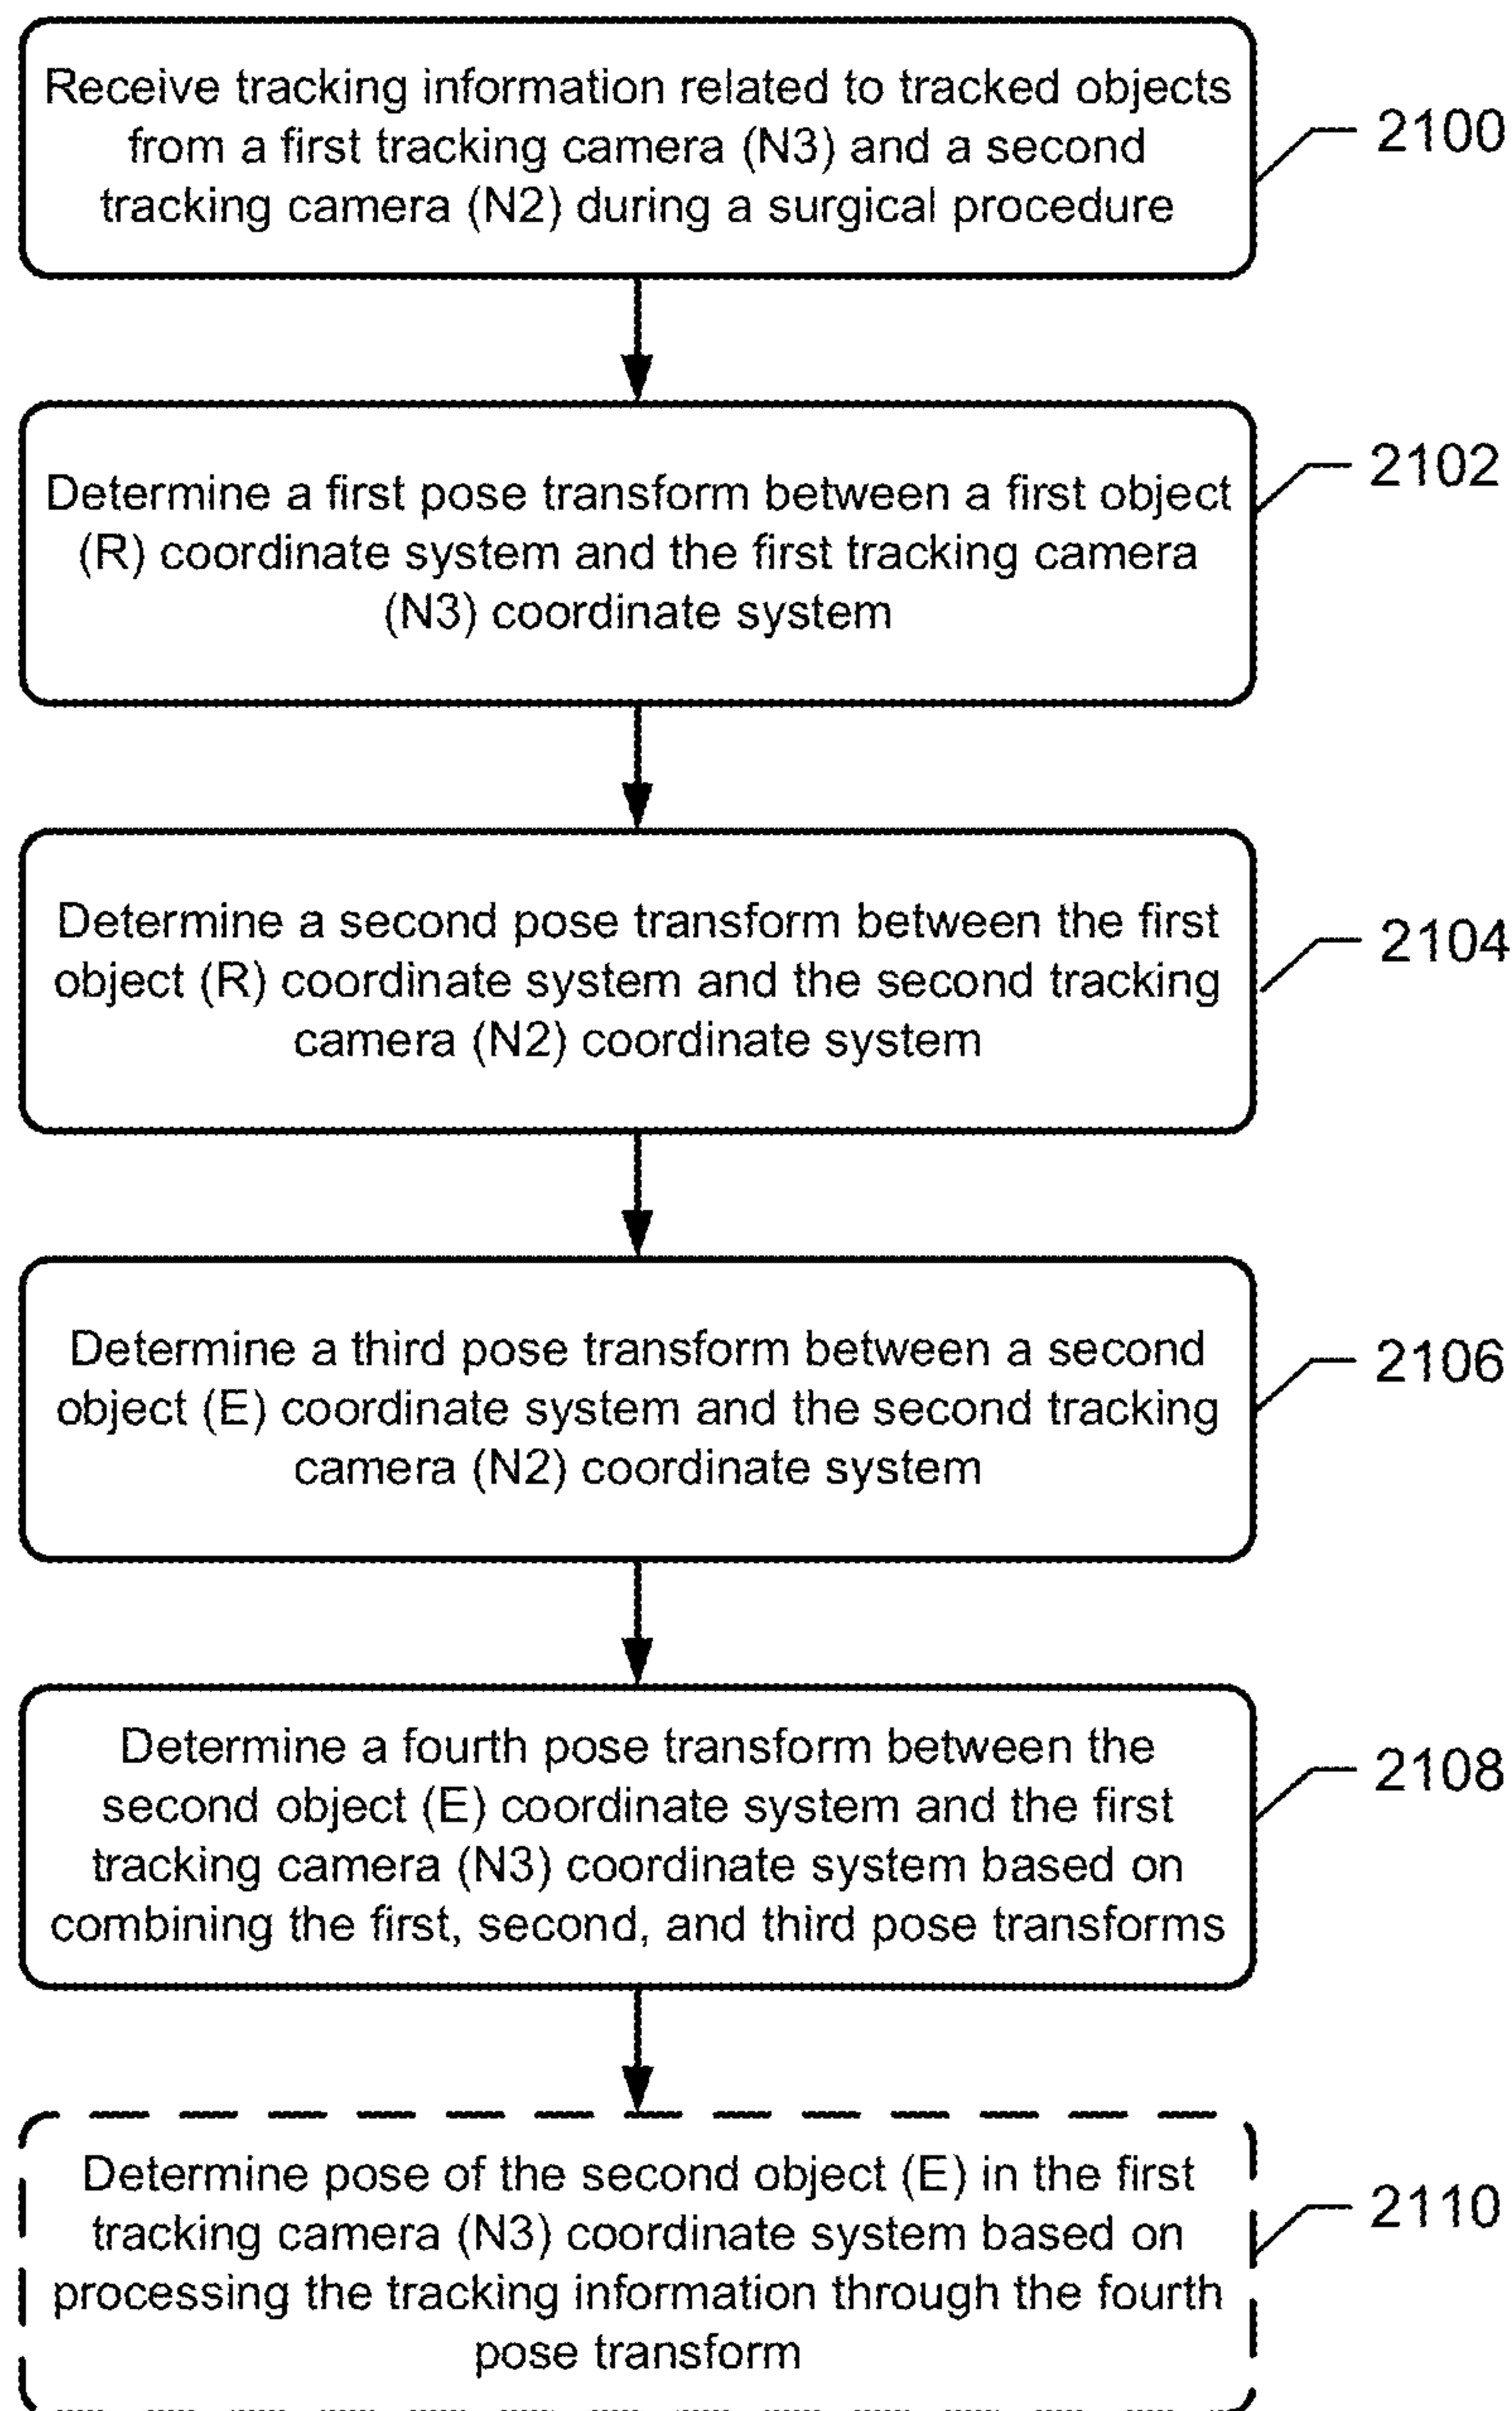 Receive tracking information related to tracked objects
from a first tracking camera (N3) and a second
tracking camera (N2) during a surgical procedure
2100
Determine a first pose transform between a first object
(R) coordinate system and the first tracking camera
(N3) coordinate system
2102
Determine a second pose transform between the first
object (R) coordinate system and the second tracking
camera (N2) coordinate system
2104
Determine a third pose transform between a second
object (E) coordinate system and the second tracking
camera (N2) coordinate system
2106
Determine a fourth pose transform between the
second object (E) coordinate system and the first
tracking camera (N3) coordinate system based on
combining the first, second, and third pose transforms
2108
Determine pose of the second object (E) in the first
tracking camera (N3) coordinate system based on
processing the tracking information through the fourth
pose transform
2110